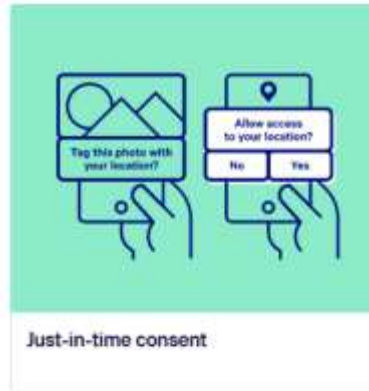 Tag this photo with
your location?
Allow access
to your location?
No
Yes
Just-in-time consent